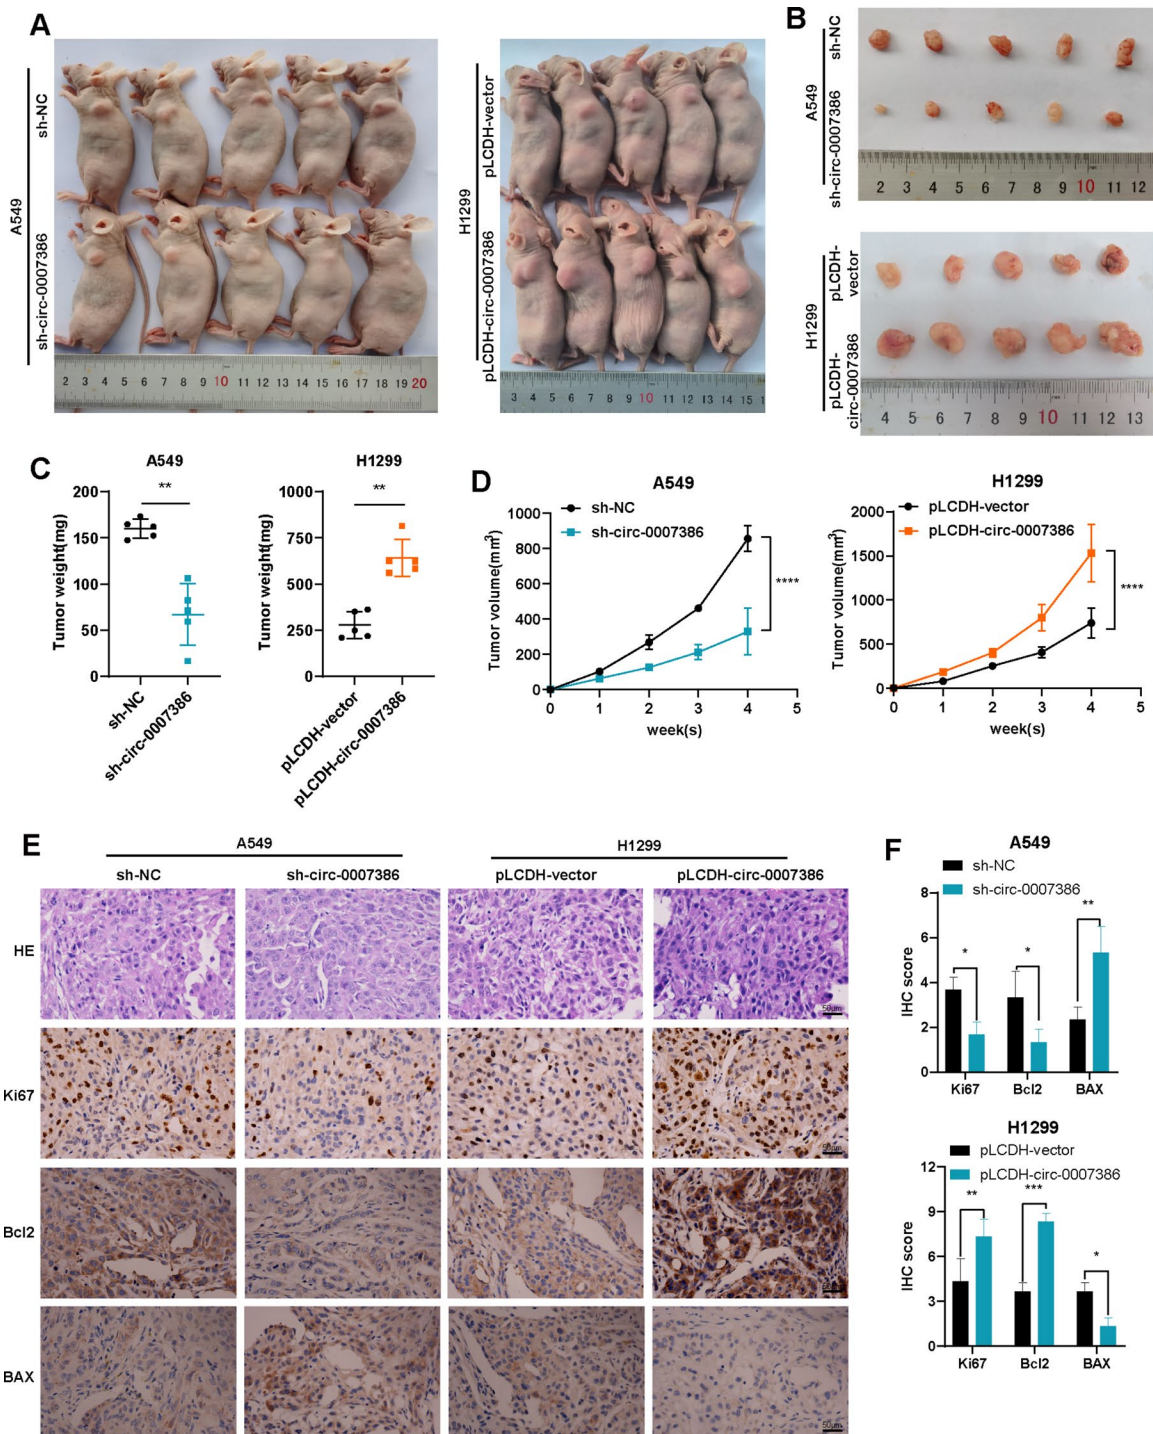 A
A549
sh-NC
sh-circ-0007386
2 3 4 5 6 7 8 9 10 11 12 13 14 15 16 17 18 19 20
H1299
pLCDH-vector
pLCDH-circ-0007386
3 4 5 6 7 8 9 10 11 12 13 14 15
B
A549
sh-NC
sh-circ-0007386
2 3 4 5 6 7 8 9 10 11 12
H1299
pLCDH-
vector
pLCDH-
circ-0007386
4 5 6 7 8 9 10 11 12 13
C
A549
**
Tumor weight(mg)
200
150
100
50
0
sh-NC
sh-circ-0007386
H1299
**
Tumor weight(mg)
1000
750
500
250
0
pLCDH-vector
pLCDH-circ-0007386
D
A549
sh-NC
sh-circ-0007386
Tumor volume(mm³)
1000
800
600
400
200
0
****
0 1 2 3 4 5
week(s)
H1299
pLCDH-vector
pLCDH-circ-0007386
Tumor volume(mm³)
2000
1500
1000
500
0
****
0 1 2 3 4 5
week(s)
E
A549 H1299
sh-NC sh-circ-0007386 pLCDH-vector pLCDH-circ-0007386
HE
50μm
Ki67
50μm
Bcl2
50μm
BAX
50μm
F
A549
sh-NC
sh-circ-0007386
IHC score
8
6
4
2
0
* * **
Ki67 Bcl2 BAX
H1299
pLCDH-vector
pLCDH-circ-0007386
IHC score
12
9
6
3
0
** *** *
Ki67 Bcl2 BAX